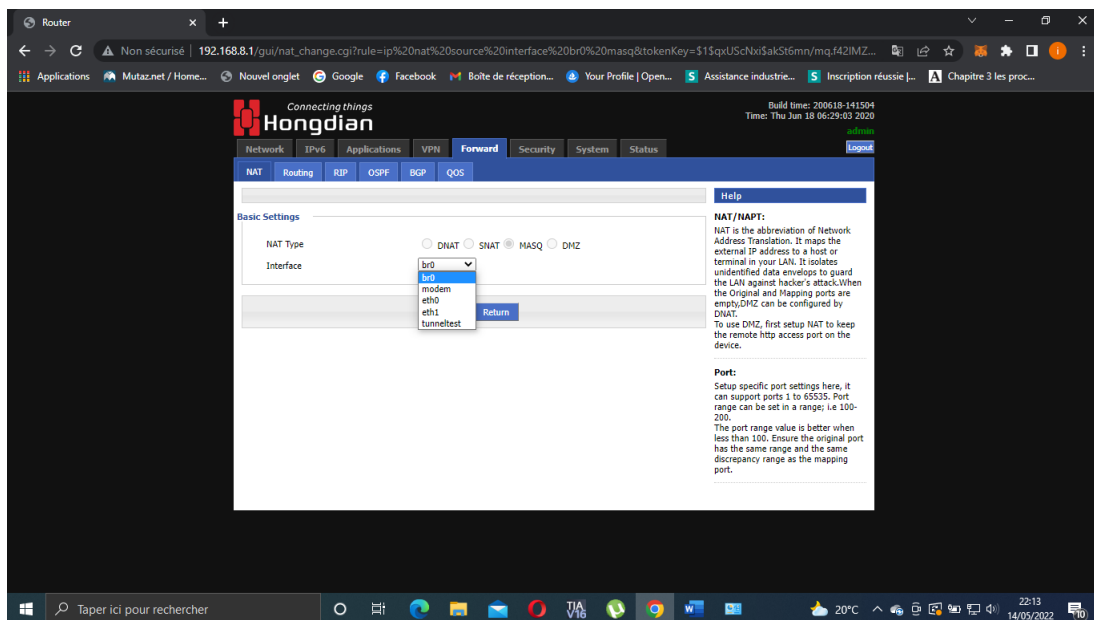 Router
Non sécurisé | 192.168.8.1/gui/nat_change.cgi?rule=ip%20nat%20source%20interface%20br0%20masq&tokenKey=$1$qxUScNxi$akSt6mn/mq.f42IMZ...
Applications Mutaz.net / Home... Nouvel onglet Google Facebook Boîte de réception... Your Profile | Open... Assistance industrie... Inscription réussie |... Chapitre 3 les proc...
Connecting things
Hongdian
Build time: 200618-141504
Time: Thu Jun 18 06:29:03 2020
admin
Logout
Network IPv6 Applications VPN Forward Security System Status
NAT Routing RIP OSPF BGP QOS
Basic Settings
NAT Type DNAT SNAT MASQ DMZ
Interface br0
br0
modem
eth0
eth1
tunneltest
Return
Help
NAT/NAPT:
NAT is the abbreviation of Network
Address Translation. It maps the
external IP address to a host or
terminal in your LAN. It isolates
unidentified data envelops to guard
the LAN against hacker's attack.When
the Original and Mapping ports are
empty,DMZ can be configured by
DNAT.
To use DMZ, first setup NAT to keep
the remote http access port on the
device.
Port:
Setup specific port settings here, it
can support ports 1 to 65535. Port
range can be set in a range; i.e 100-
200.
The port range value is better when
less than 100. Ensure the original port
has the same range and the same
discrepancy range as the mapping
port.
Taper ici pour rechercher
TIA
V16
20°C
22:13
14/05/2022
10